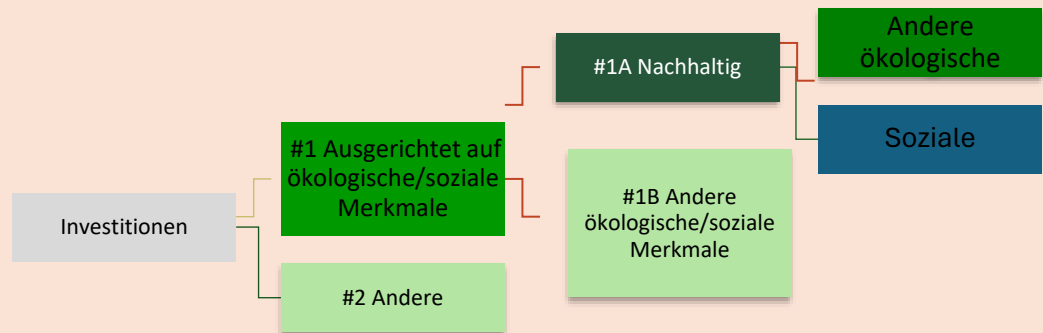 Investitionen
#1 Ausgerichtet auf
ökologische/soziale
Merkmale
#2 Andere
#1A Nachhaltig
#1B Andere
ökologische/soziale
Merkmale
Andere
ökologische
Soziale